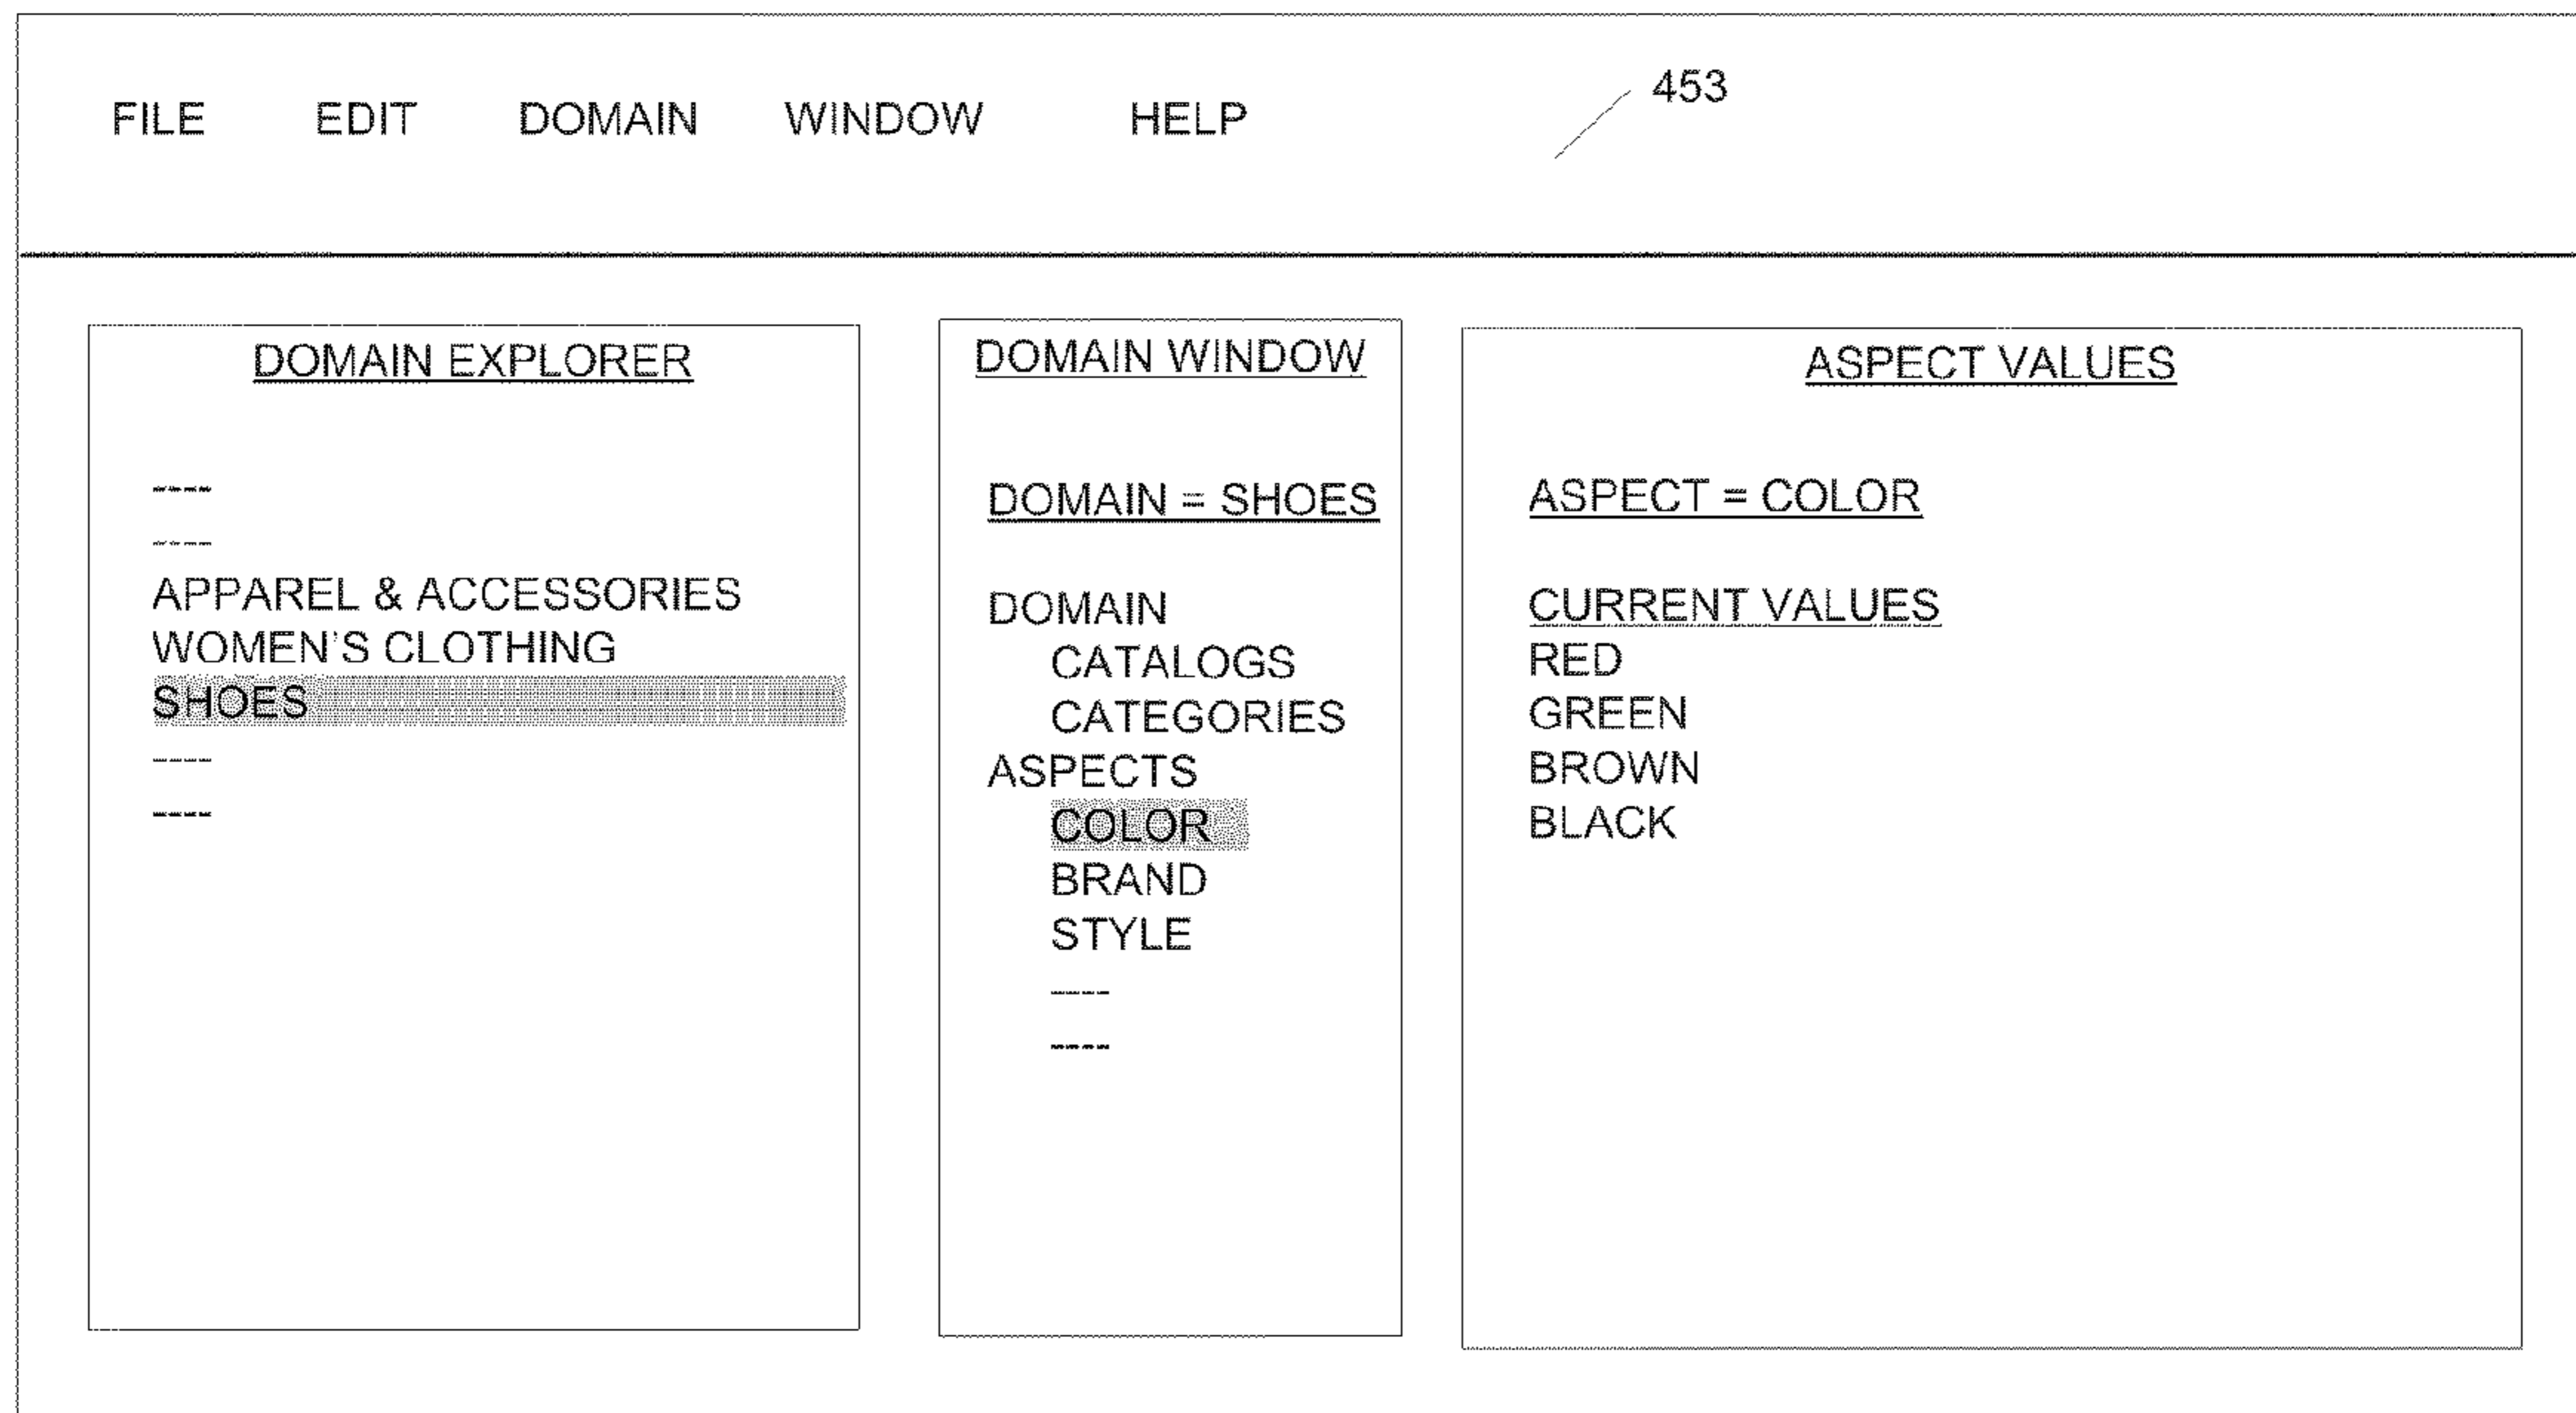 FILE EDIT DOMAIN WINDOW HELP 453
DOMAIN EXPLORER
----
----
APPAREL & ACCESSORIES
WOMEN'S CLOTHING
SHOES
----
----
DOMAIN WINDOW
DOMAIN = SHOES
DOMAIN
CATALOGS
CATEGORIES
ASPECTS
COLOR
BRAND
STYLE
----
----
ASPECT VALUES
ASPECT = COLOR
CURRENT VALUES
RED
GREEN
BROWN
BLACK